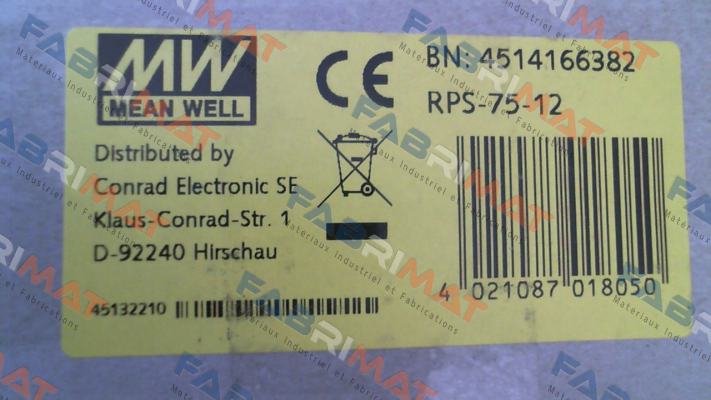 MW
MEAN WELL
CE
BN: 4514166382
RPS-75-12
Distributed by
Conrad Electronic SE
Klaus-Conrad-Str. 1
D-92240 Hirschau
45132210
4 021087 018050
FABRIMAT
Materiaux Industriel et Fabrications